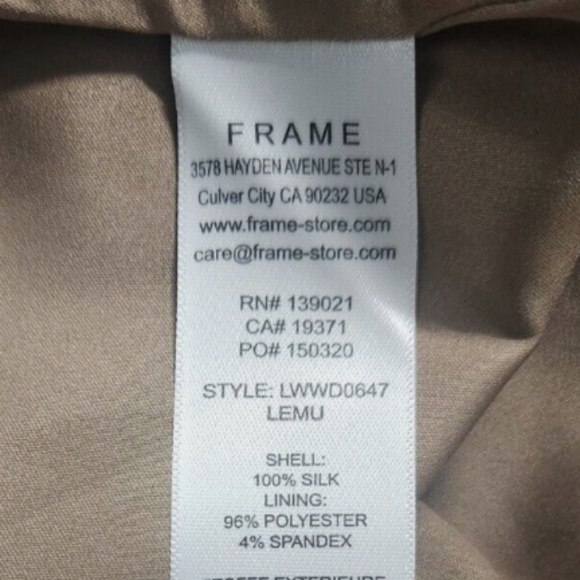 FRAME
3578 HAYDEN AVENUE STE N-1
Culver City CA 90232 USA
www.frame-store.com
care@frame-store.com
RN# 139021
CA# 19371
PO# 150320
STYLE: LWWD0647
LEMU
SHELL:
100% SILK
LINING:
96% POLYESTER
4% SPANDEX